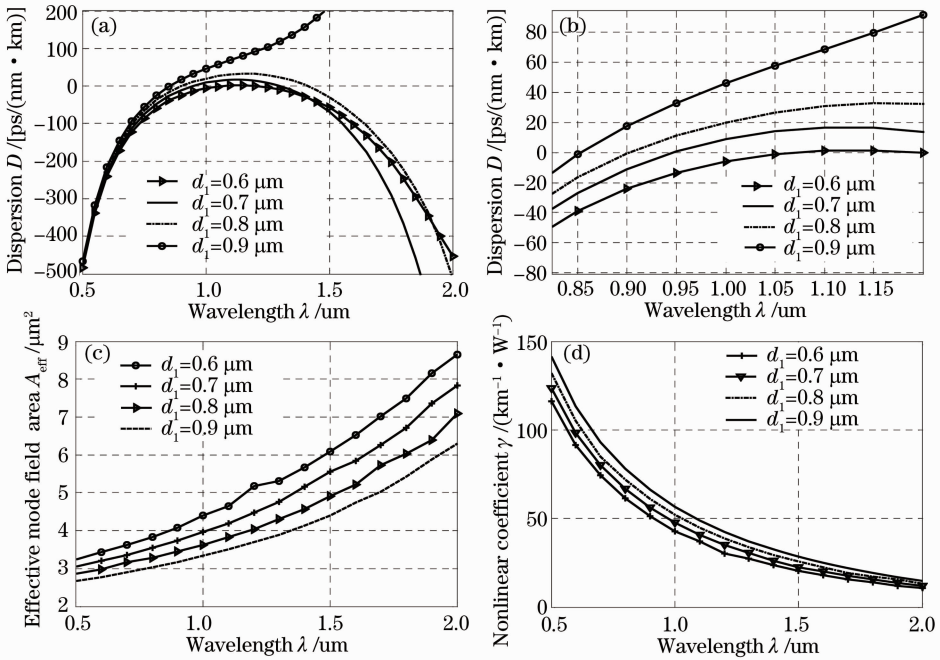 (a)
Dispersion D /[ps/(nm • km)]
200
100
0
−100
−200
−300
−400
−500
d1=0.6 μm
d1=0.7 μm
d1=0.8 μm
d1=0.9 μm
0.5 1.0 1.5 2.0
Wavelength λ /um
(b)
Dispersion D /[ps/(nm • km)]
80
60
40
20
0
−20
−40
−60
−80
d1=0.6 μm
d1=0.7 μm
d1=0.8 μm
d1=0.9 μm
0.85 0.90 0.95 1.00 1.05 1.10 1.15
Wavelength λ /um
(c)
Effective mode field area Aeff /μm²
9
8
7
6
5
4
3
2
d1=0.6 μm
d1=0.7 μm
d1=0.8 μm
d1=0.9 μm
0.5 1.0 1.5 2.0
Wavelength λ /um
(d)
Nonlinear coefficient γ /(km⁻¹ • W⁻¹)
150
100
50
0
d1=0.6 μm
d1=0.7 μm
d1=0.8 μm
d1=0.9 μm
0.5 1.0 1.5 2.0
Wavelength λ /um